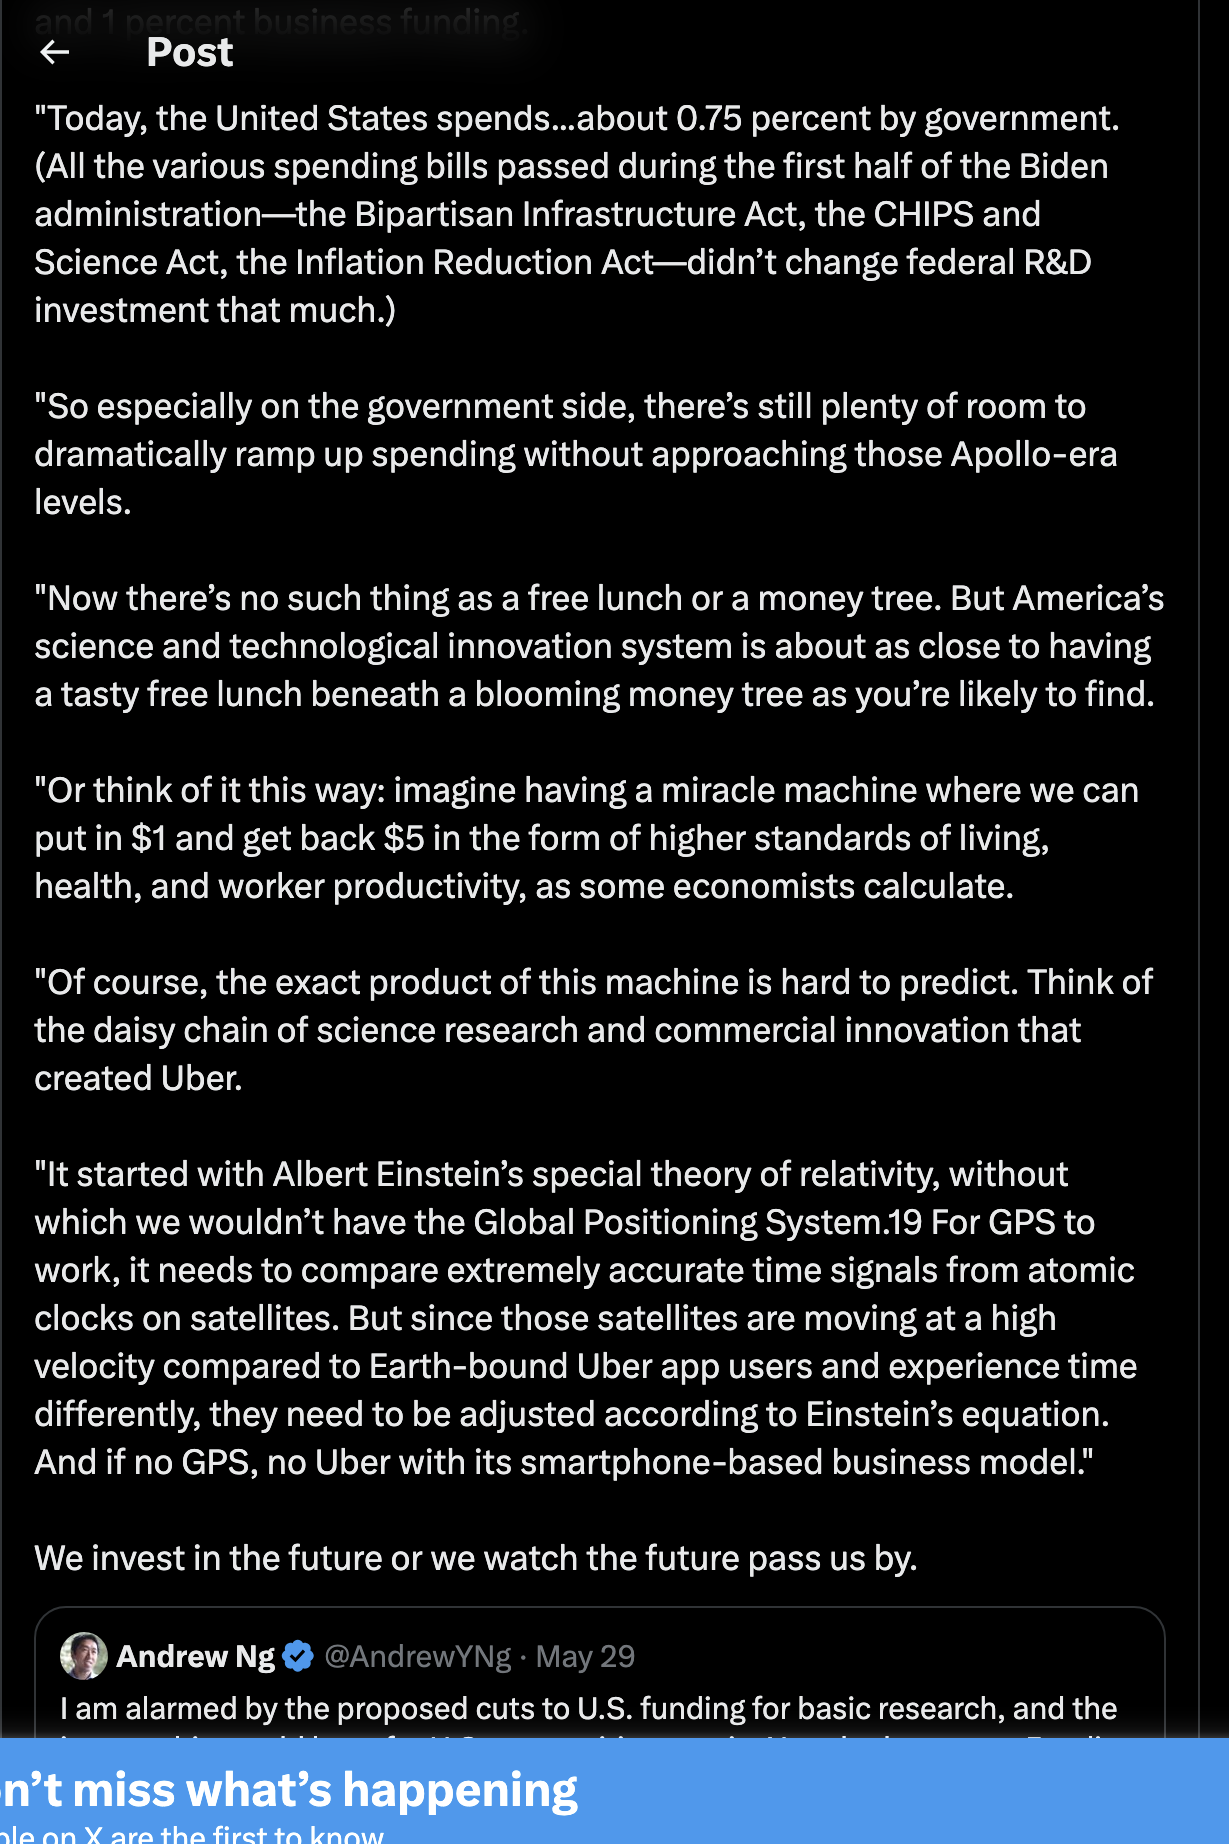 and 1 percent business funding.
Post
"Today, the United States spends...about 0.75 percent by government.
(All the various spending bills passed during the first half of the Biden
administration—the Bipartisan Infrastructure Act, the CHIPS and
Science Act, the Inflation Reduction Act—didn’t change federal R&D
investment that much.)
"So especially on the government side, there’s still plenty of room to
dramatically ramp up spending without approaching those Apollo-era
levels.
"Now there’s no such thing as a free lunch or a money tree. But America’s
science and technological innovation system is about as close to having
a tasty free lunch beneath a blooming money tree as you’re likely to find.
"Or think of it this way: imagine having a miracle machine where we can
put in $1 and get back $5 in the form of higher standards of living,
health, and worker productivity, as some economists calculate.
"Of course, the exact product of this machine is hard to predict. Think of
the daisy chain of science research and commercial innovation that
created Uber.
"It started with Albert Einstein’s special theory of relativity, without
which we wouldn’t have the Global Positioning System.19 For GPS to
work, it needs to compare extremely accurate time signals from atomic
clocks on satellites. But since those satellites are moving at a high
velocity compared to Earth-bound Uber app users and experience time
differently, they need to be adjusted according to Einstein’s equation.
And if no GPS, no Uber with its smartphone-based business model."
We invest in the future or we watch the future pass us by.
Andrew Ng @AndrewYNg · May 29
I am alarmed by the proposed cuts to U.S. funding for basic research, and the
n’t miss what’s happening
ple on X are the first to know.